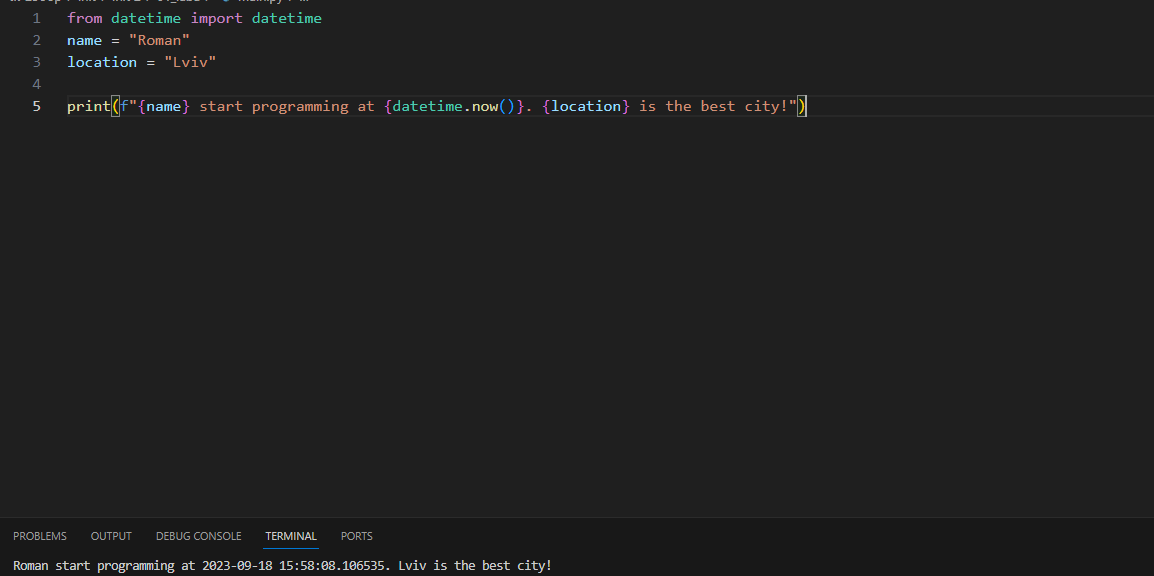 1 from datetime import datetime
2 name = "Roman"
3 location = "Lviv"
4
5 print(f"{name} start programming at {datetime.now()}. {location} is the best city!")
PROBLEMS OUTPUT DEBUG CONSOLE TERMINAL PORTS
Roman start programming at 2023-09-18 15:58:08.106535. Lviv is the best city!